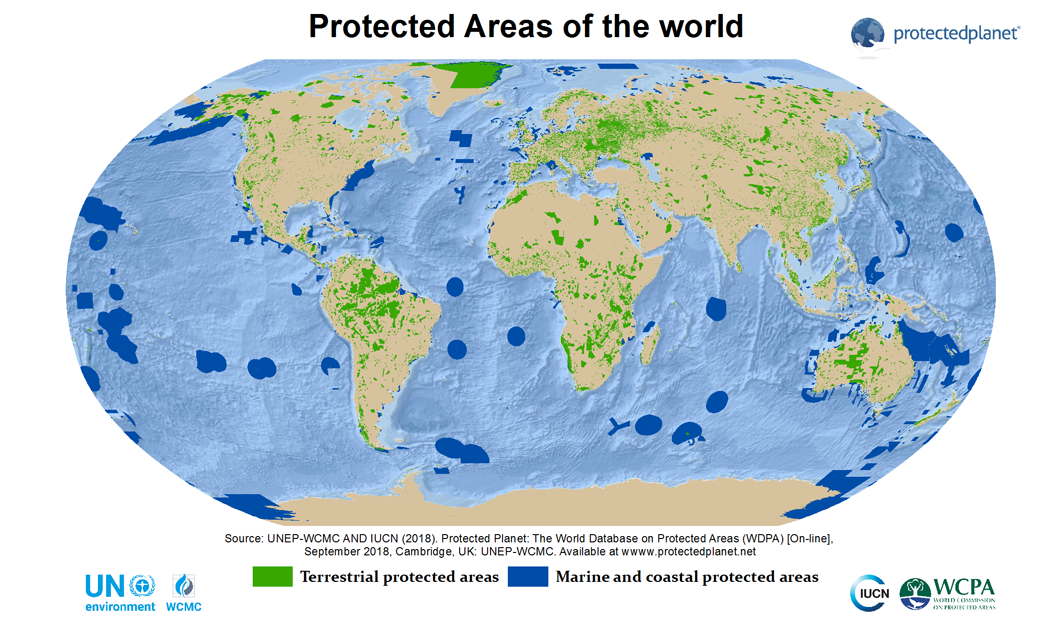 Protected Areas of the world
protectedplanet
Source: UNEP-WCMC AND IUCN (2018). Protected Planet: The World Database on Protected Areas (WDPA) [On-line],
September 2018, Cambridge, UK: UNEP-WCMC. Available at wwww.protectedplanet.net
Terrestrial protected areas
Marine and coastal protected areas
UN
environment
WCMC
IUCN
WCPA
WORLD COMMISSION
ON PROTECTED AREAS